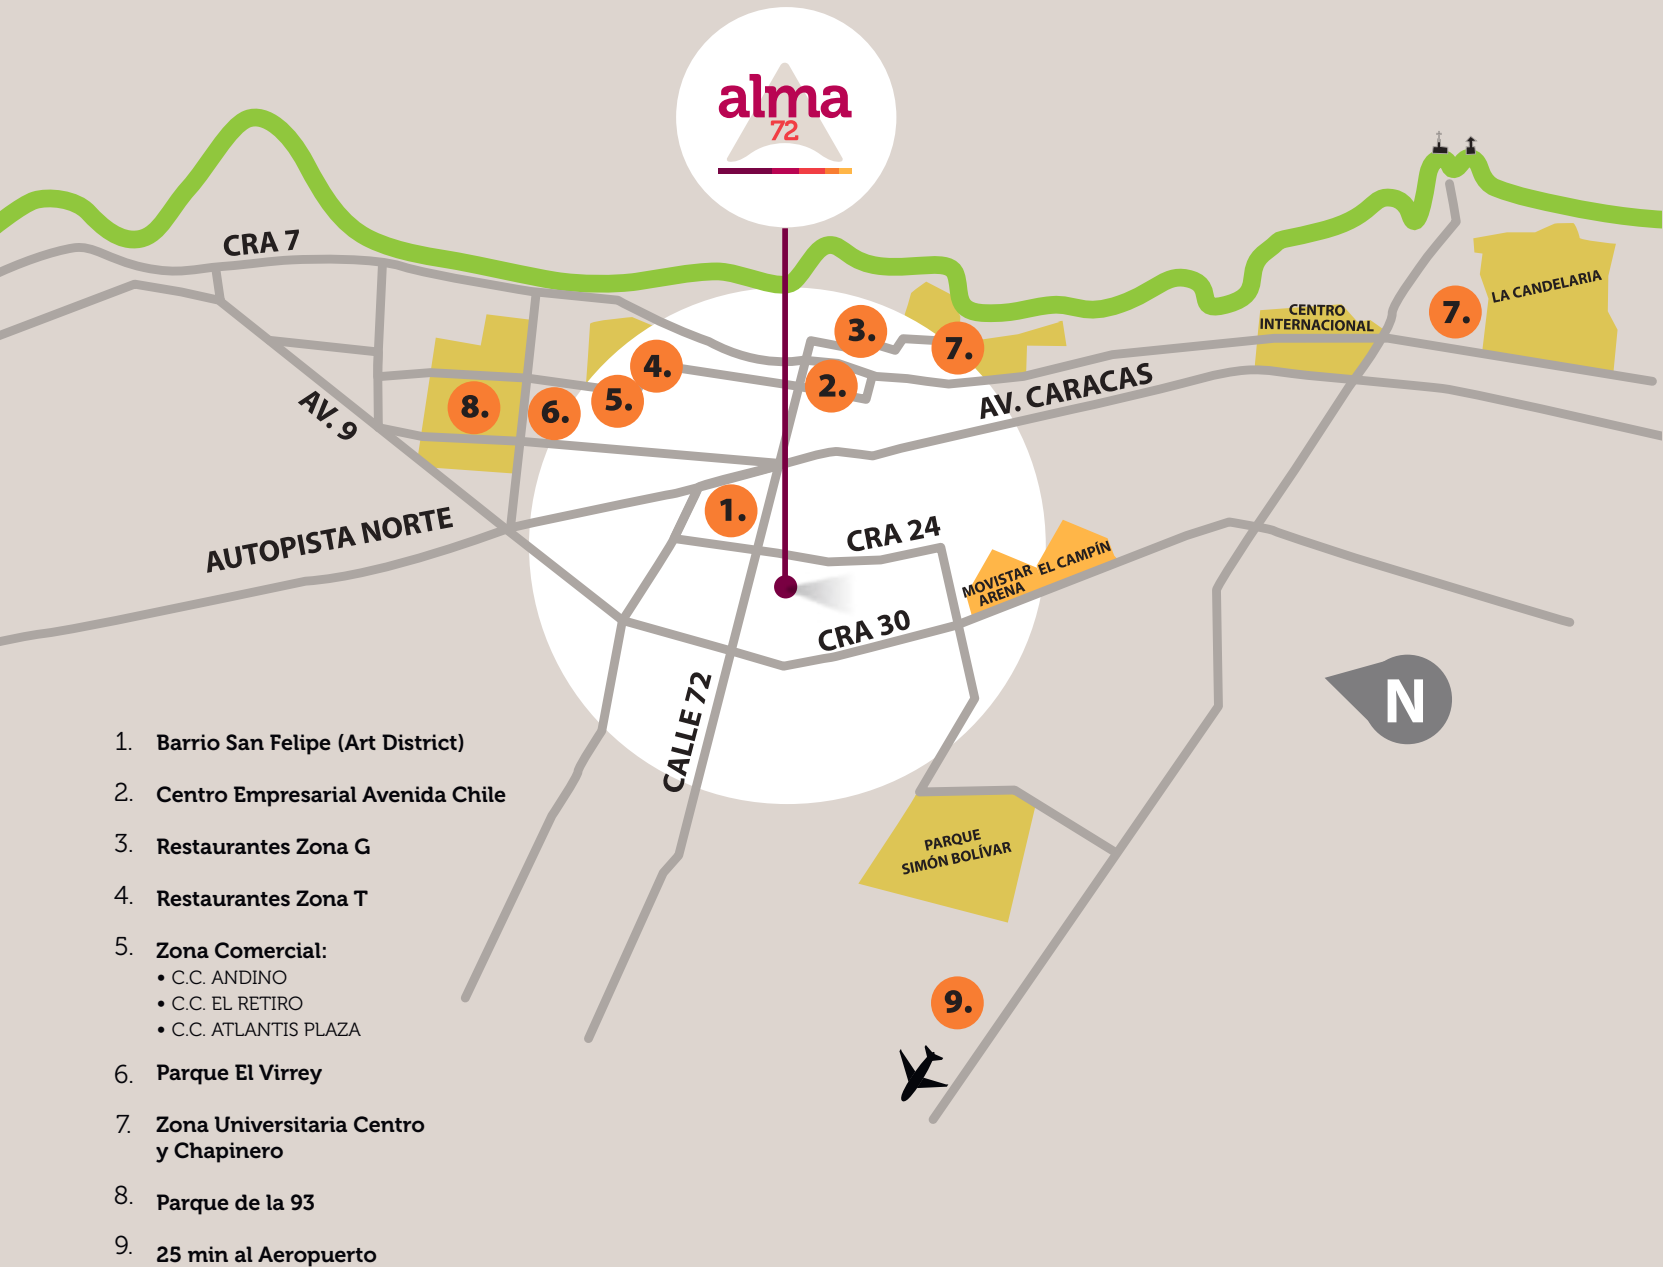 alma
72
CRA 7
3.
7.
7.
LA CANDELARIA
CENTRO
INTERNACIONAL
4.
2.
5.
8.
6.
AV. CARACAS
AV. 9
1.
AUTOPISTA NORTE
CRA 24
MOVISTAR
ARENA
EL CAMPÍN
CRA 30
CALLE 72
N
PARQUE
SIMÓN BOLÍVAR
9.
1. Barrio San Felipe (Art District)
2. Centro Empresarial Avenida Chile
3. Restaurantes Zona G
4. Restaurantes Zona T
5. Zona Comercial:
• C.C. ANDINO
• C.C. EL RETIRO
• C.C. ATLANTIS PLAZA
6. Parque El Virrey
7. Zona Universitaria Centro
y Chapinero
8. Parque de la 93
9. 25 min al Aeropuerto